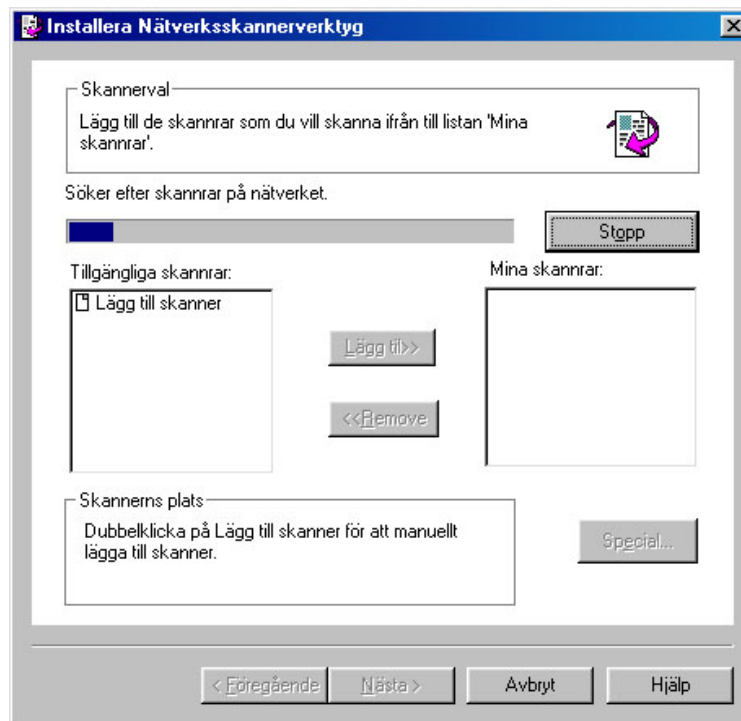 Installera Nätverksskannerverktyg
Skannerval
Lägg till de skannrar som du vill skanna ifrån till listan 'Mina
skannrar'.
Söker efter skannrar på nätverket.
Stopp
Tillgängliga skannrar:
Mina skannrar:
Lägg till skanner
Lägg til>>
<<Remove
Skannerns plats
Dubbelklicka på Lägg till skanner för att manuellt
lägga till skanner.
Special...
< Föregående
Nästa >
Avbryt
Hjälp